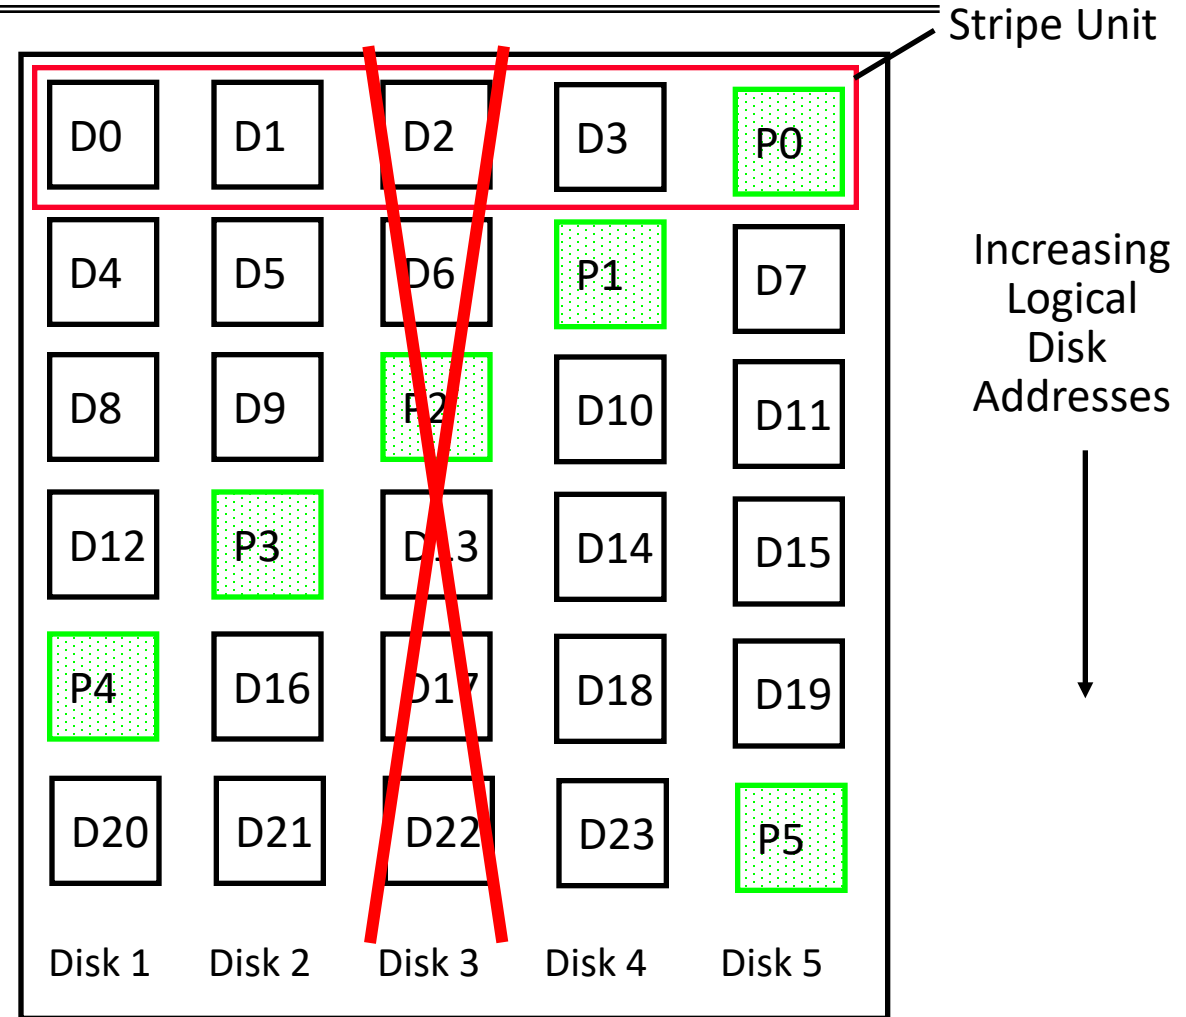 Stripe Unit
D0 D1 D2 D3 P0
D4 D5 D6 P1 D7
D8 D9 P2 D10 D11
D12 P3 D13 D14 D15
P4 D16 D17 D18 D19
D20 D21 D22 D23 P5
Disk 1 Disk 2 Disk 3 Disk 4 Disk 5
Increasing
Logical
Disk
Addresses